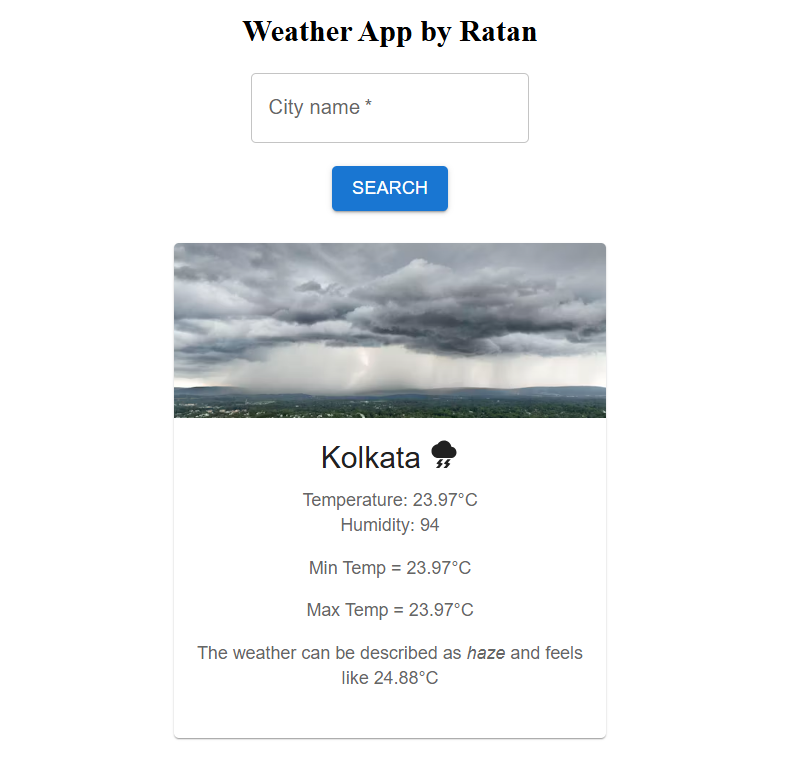 Weather App by Ratan
City name *
SEARCH
Kolkata
Temperature: 23.97°C
Humidity: 94
Min Temp = 23.97°C
Max Temp = 23.97°C
The weather can be described as haze and feels
like 24.88°C